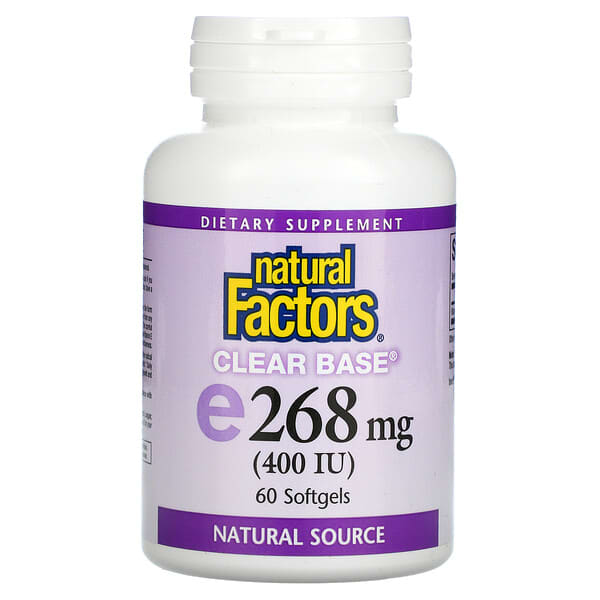 DIETARY SUPPLEMENT
natural
Factors®
CLEAR BASE®
e 268 mg
(400 IU)
60 Softgels
NATURAL SOURCE